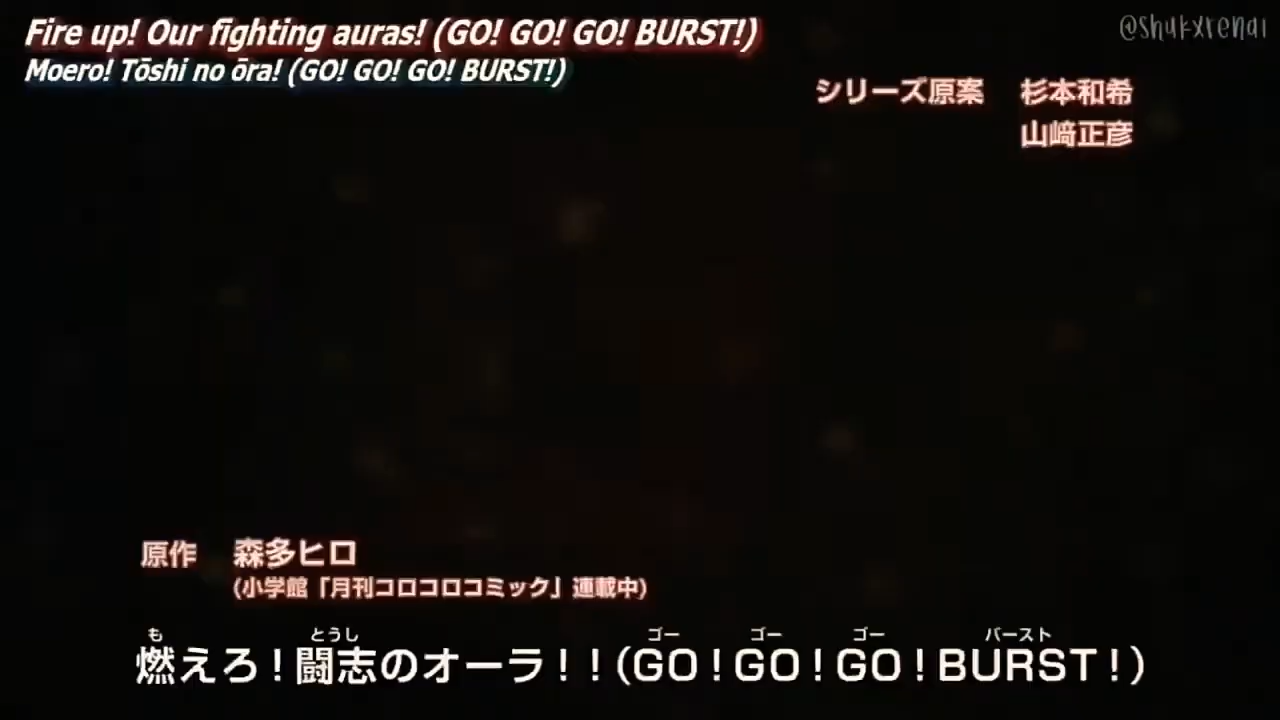 Fire up! Our fighting auras! (GO! GO! GO! BURST!)
Moero! Tōshi no ōra! (GO! GO! GO! BURST!)
@shukxrenai
シリーズ原案 杉本和希
山﨑正彦
原作 森多ヒロ
(小学館「月刊コロコロコミック」連載中)
も とうし ゴー ゴー ゴー バースト
燃えろ!闘志のオーラ!!(GO!GO!GO!BURST!)